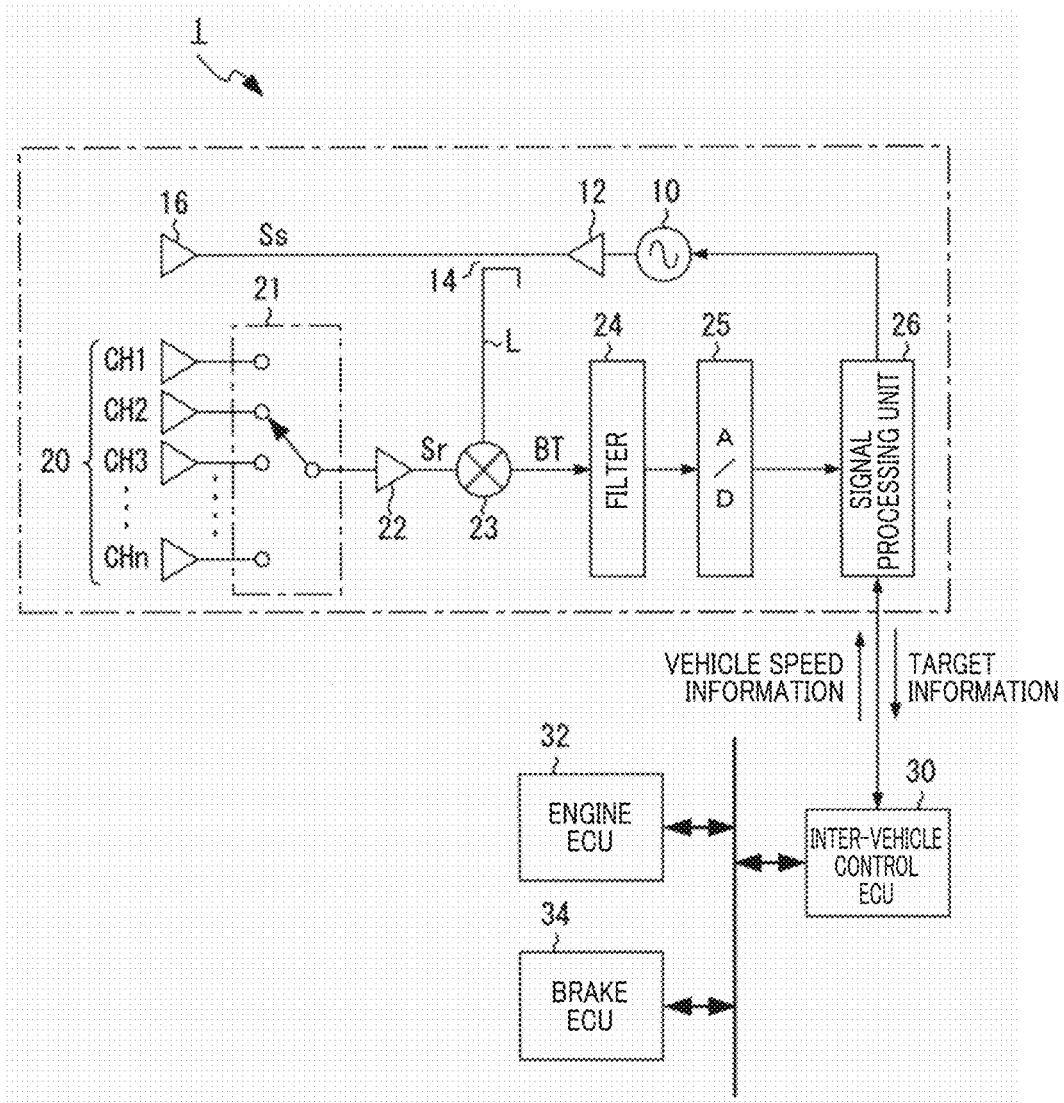 1
16
Ss
12
10
14
21
L
24
25
26
CH1
CH2
CH3
CHn
20
22
Sr
23
BT
FILTER
A/D
SIGNAL
PROCESSING UNIT
VEHICLE SPEED
INFORMATION
TARGET
INFORMATION
32
ENGINE
ECU
30
INTER-VEHICLE
CONTROL
ECU
34
BRAKE
ECU